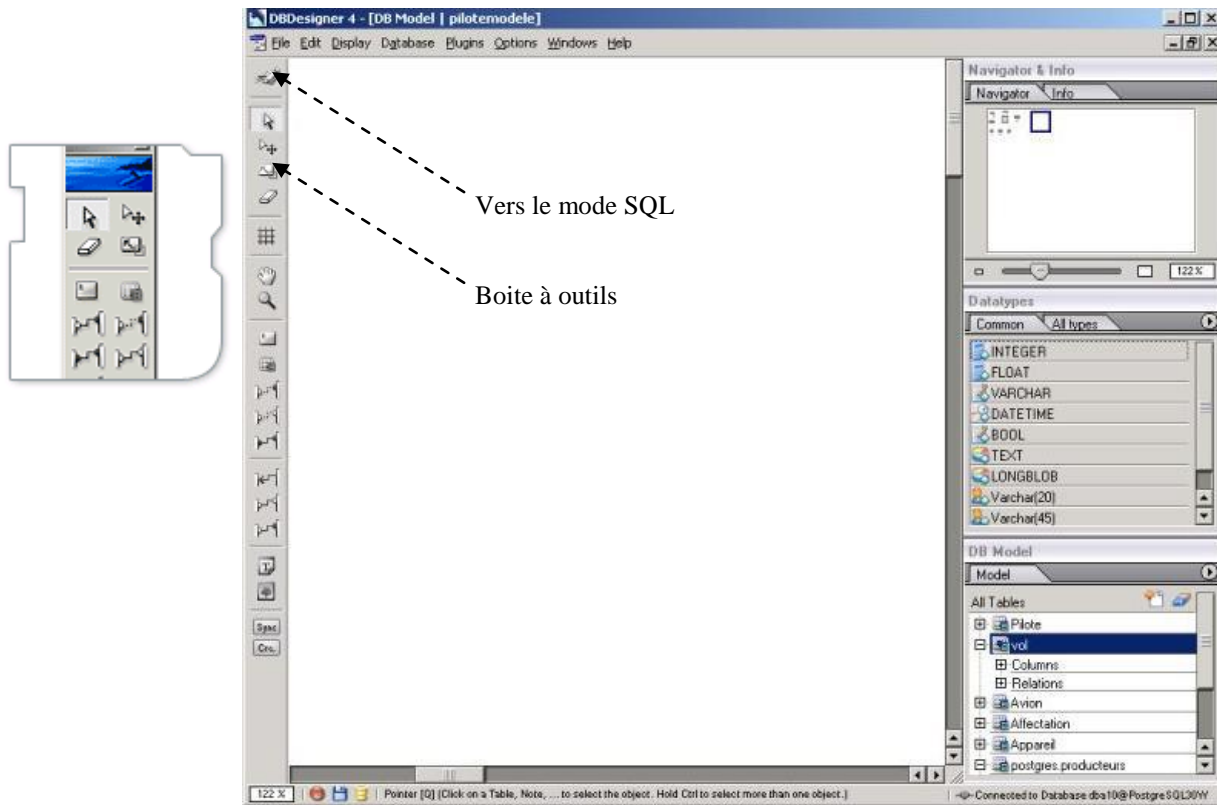 DBDesigner 4 - [DB Model | pilotemodele]
File Edit Display Database Plugins Options Windows Help
Navigator & Info
Navigator Info
Vers le mode SQL
Boite à outils
122 %
Datatypes
Common All types
INTEGER
FLOAT
VARCHAR
DATETIME
BOOL
TEXT
LONGBLOB
Varchar(20)
Varchar(45)
DB Model
Model
All Tables
Pilote
vol
Columns
Relations
Avion
Affectation
Appareil
postgres.producteurs
Sync
122 % Pointer [Q] (Click on a Table, Note, ... to select the object. Hold Ctrl to select more than one object.)
Connected to Database dba10@